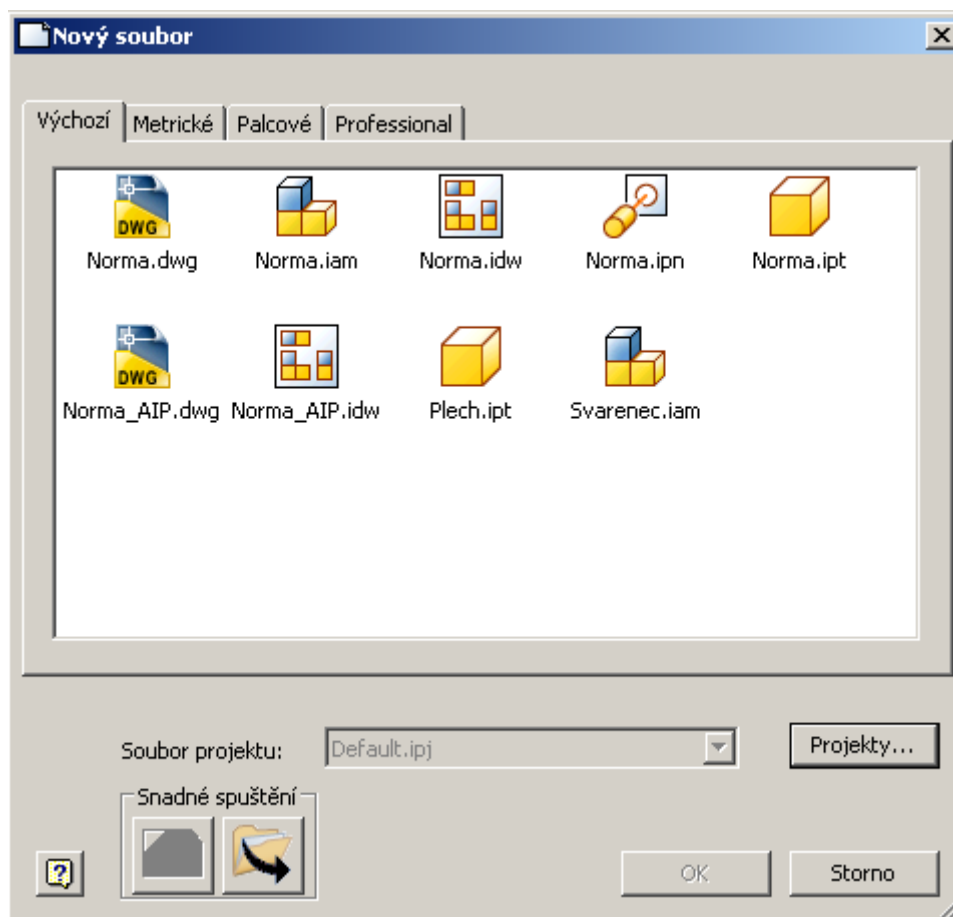 Nový soubor
Výchozí Metrické Palcové Professional
DWG
Norma.dwg Norma.iam Norma.idw Norma.ipn Norma.ipt
DWG
Norma_AIP.dwg Norma_AIP.idw Plech.ipt Svarenec.iam
Soubor projektu: Default.ipj Projekty...
Snadné spuštění
OK Storno